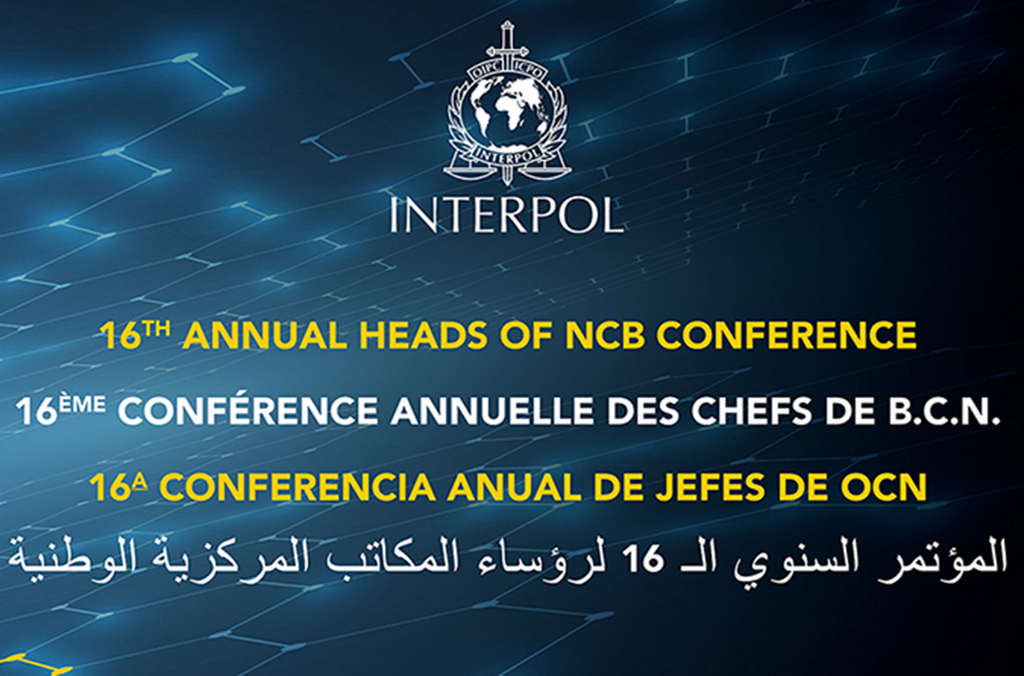 OIPC ICPO
INTERPOL
INTERPOL
16TH ANNUAL HEADS OF NCB CONFERENCE
16ÈME CONFÉRENCE ANNUELLE DES CHEFS DE B.C.N.
16A CONFERENCIA ANUAL DE JEFES DE OCN
المؤتمر السنوي الـ 16 لرؤساء المكاتب المركزية الوطنية